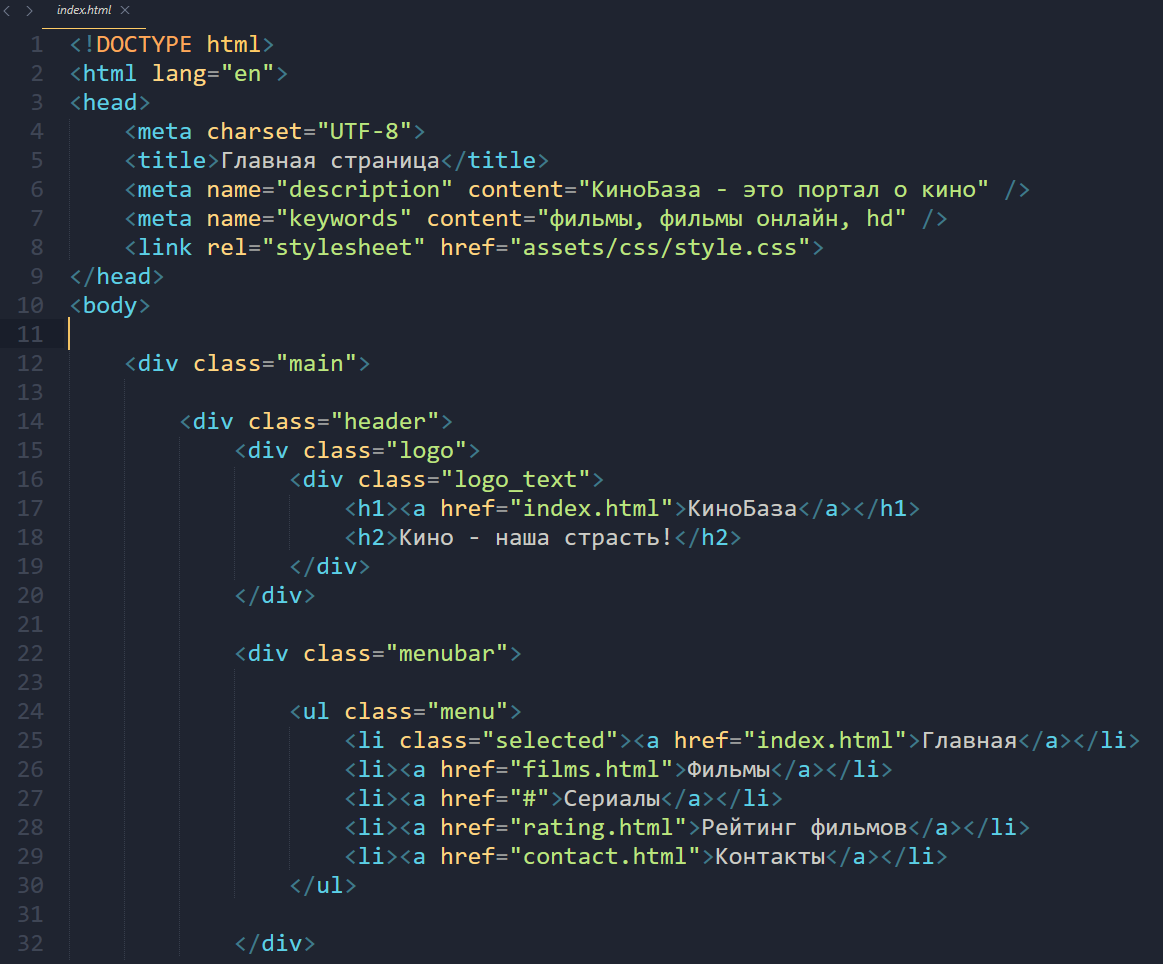 index.html ×
1 <!DOCTYPE html>
2 <html lang="en">
3 <head>
4     <meta charset="UTF-8">
5     <title>Главная страница</title>
6     <meta name="description" content="КиноБаза - это портал о кино" />
7     <meta name="keywords" content="фильмы, фильмы онлайн, hd" />
8     <link rel="stylesheet" href="assets/css/style.css">
9 </head>
10 <body>
11
12     <div class="main">
13
14         <div class="header">
15             <div class="logo">
16                 <div class="logo_text">
17                     <h1><a href="index.html">КиноБаза</a></h1>
18                     <h2>Кино - наша страсть!</h2>
19                 </div>
20             </div>
21
22             <div class="menubar">
23
24                 <ul class="menu">
25                     <li class="selected"><a href="index.html">Главная</a></li>
26                     <li><a href="films.html">Фильмы</a></li>
27                     <li><a href="#">Сериалы</a></li>
28                     <li><a href="rating.html">Рейтинг фильмов</a></li>
29                     <li><a href="contact.html">Контакты</a></li>
30                 </ul>
31
32             </div>